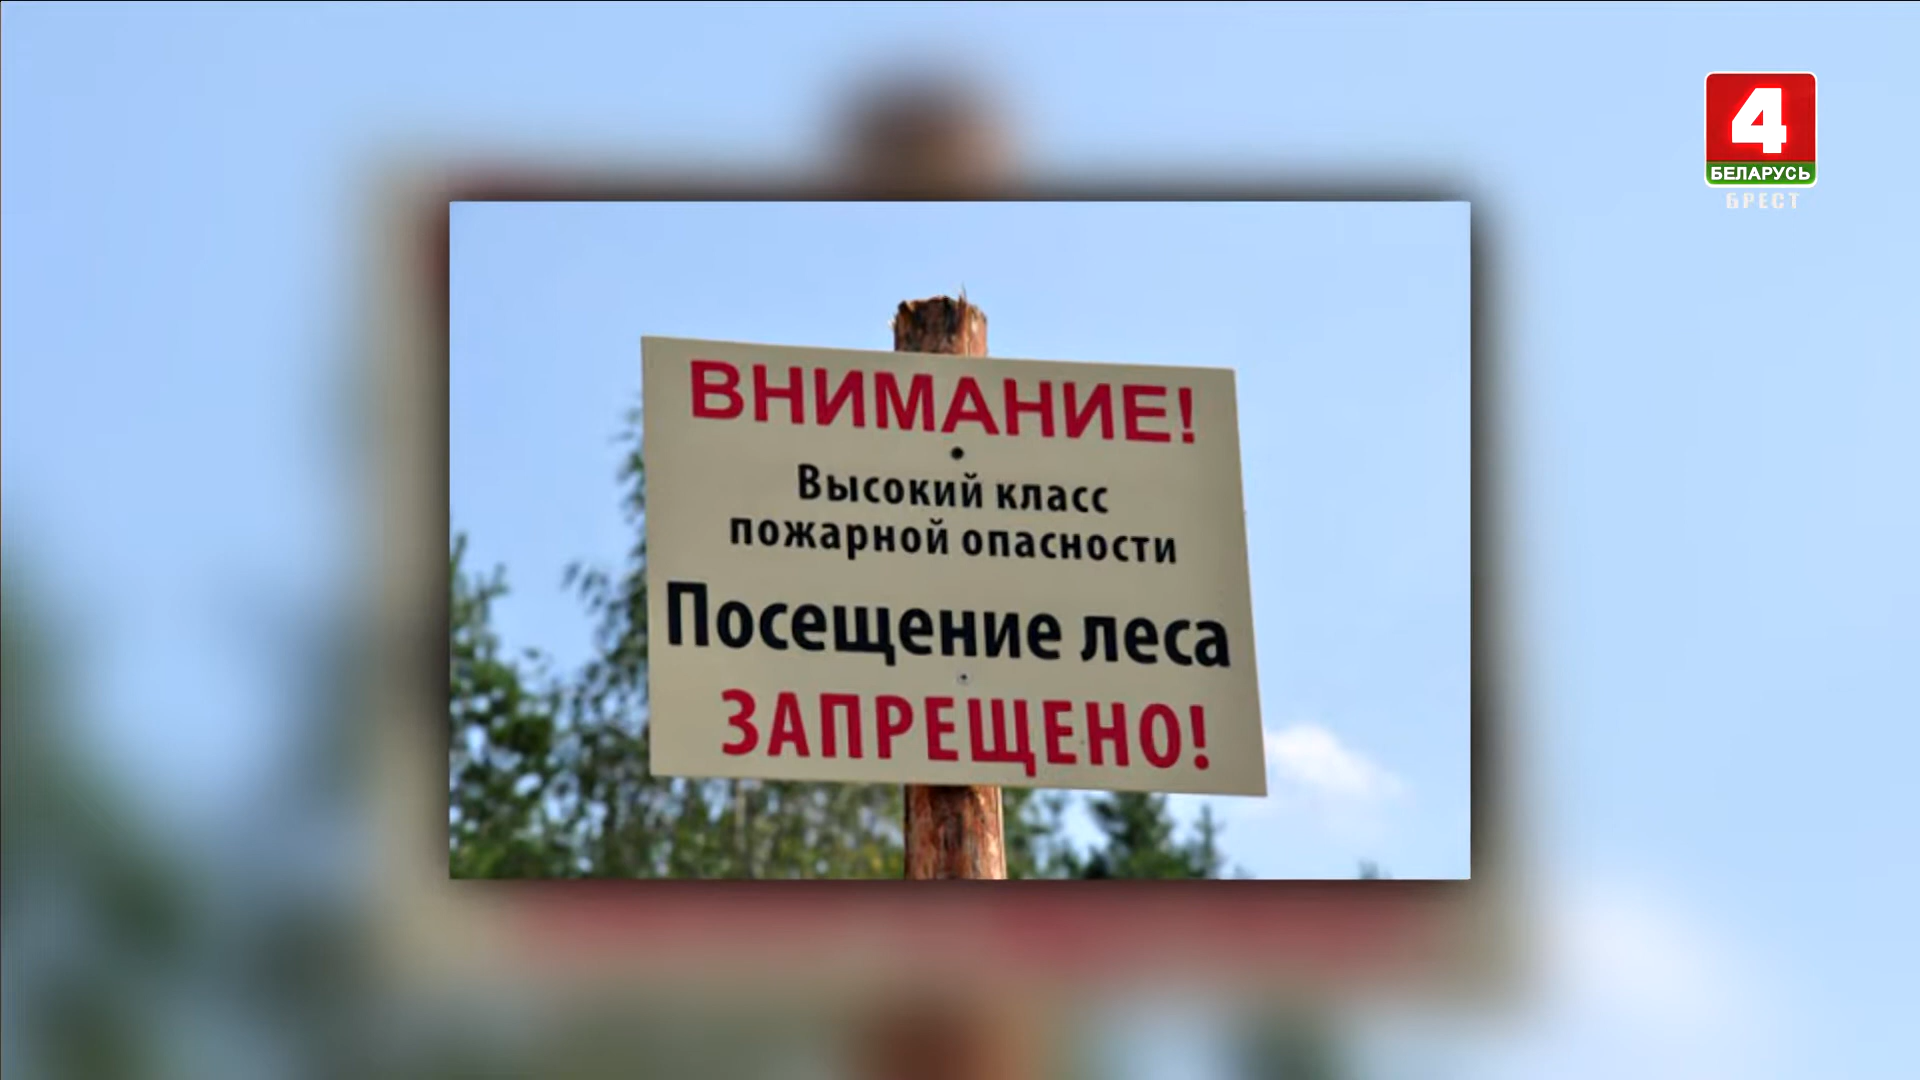 4
БЕЛАРУСЬ
БРЕСТ
ВНИМАНИЕ!
Высокий класс
пожарной опасности
Посещение леса
ЗАПРЕЩЕНО!